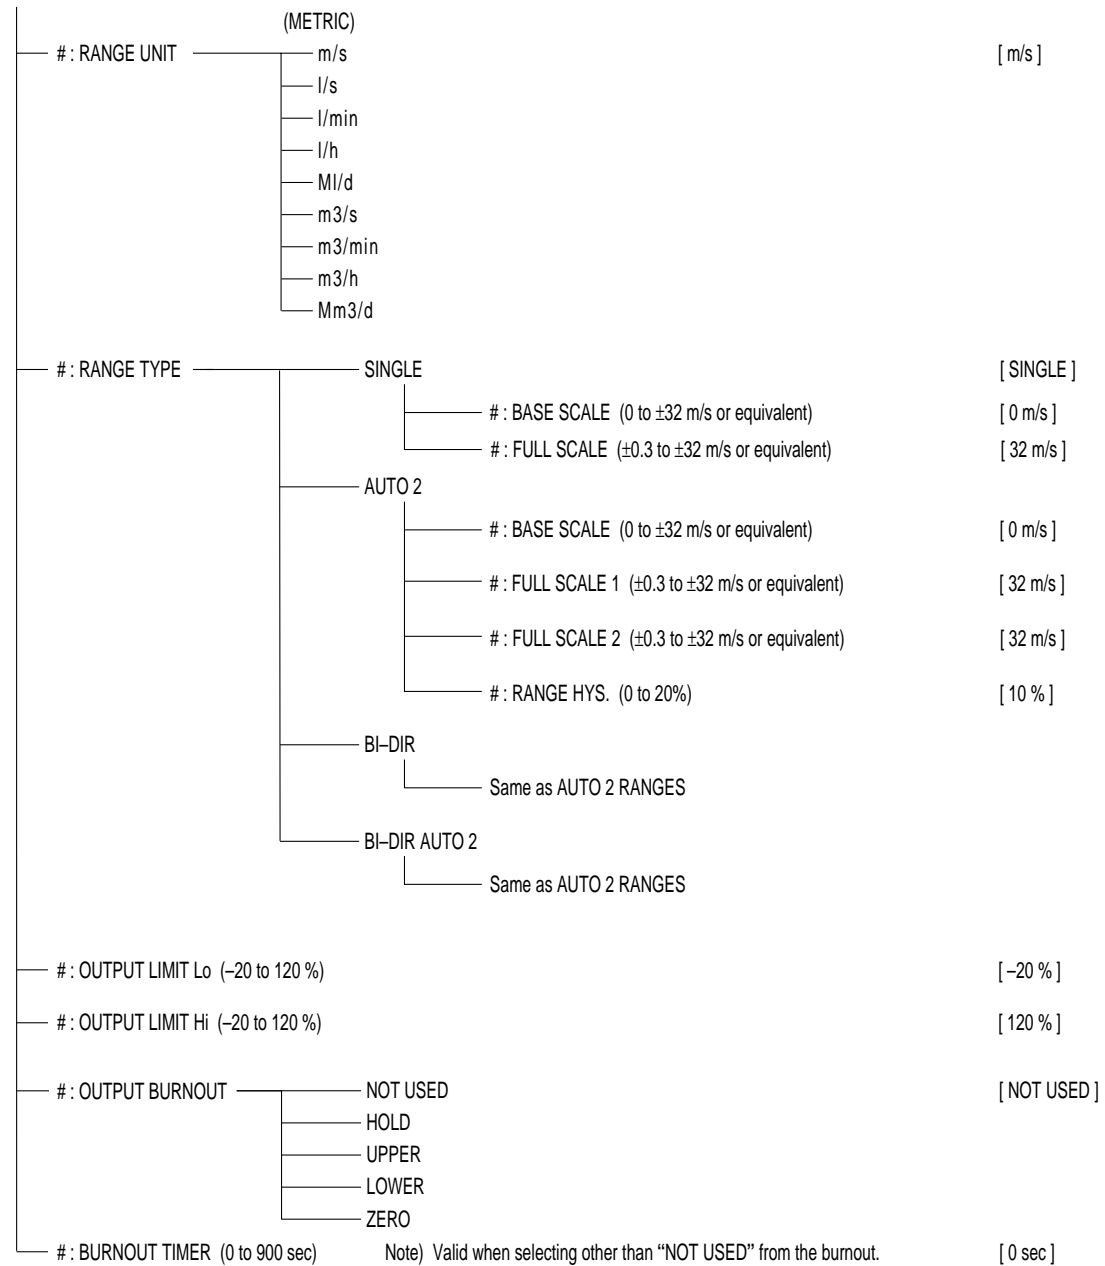 (METRIC)
# : RANGE UNIT m/s [ m/s ]
l/s
l/min
l/h
Ml/d
m3/s
m3/min
m3/h
Mm3/d
# : RANGE TYPE SINGLE [ SINGLE ]
# : BASE SCALE (0 to ±32 m/s or equivalent) [ 0 m/s ]
# : FULL SCALE (±0.3 to ±32 m/s or equivalent) [ 32 m/s ]
AUTO 2
# : BASE SCALE (0 to ±32 m/s or equivalent) [ 0 m/s ]
# : FULL SCALE 1 (±0.3 to ±32 m/s or equivalent) [ 32 m/s ]
# : FULL SCALE 2 (±0.3 to ±32 m/s or equivalent) [ 32 m/s ]
# : RANGE HYS. (0 to 20%) [ 10 % ]
BI–DIR
Same as AUTO 2 RANGES
BI–DIR AUTO 2
Same as AUTO 2 RANGES
# : OUTPUT LIMIT Lo (–20 to 120 %) [ –20 % ]
# : OUTPUT LIMIT Hi (–20 to 120 %) [ 120 % ]
# : OUTPUT BURNOUT NOT USED [ NOT USED ]
HOLD
UPPER
LOWER
ZERO
# : BURNOUT TIMER (0 to 900 sec) Note) Valid when selecting other than “NOT USED” from the burnout. [ 0 sec ]